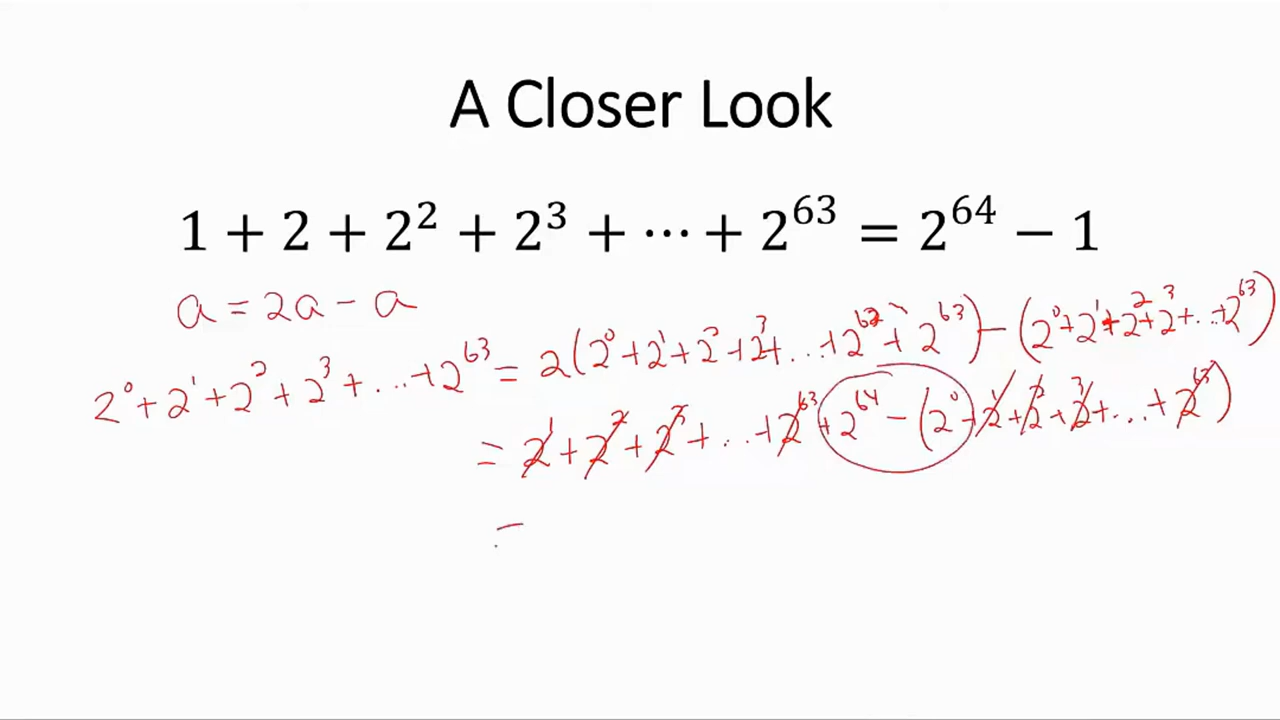 A Closer Look
1 + 2 + 2² + 2³ + ⋯ + 2⁶³ = 2⁶⁴ − 1
a = 2a − a
2⁰ + 2¹ + 2² + 2³ + ... + 2⁶³ = 2(2⁰ + 2¹ + 2² + 2³ + ... + 2⁶² + 2⁶³) − (2⁰ + 2¹ + 2² + 2³ + ... + 2⁶³)
= 2¹ + 2² + 2³ + ... + 2⁶³ + 2⁶⁴ − (2⁰ + 2¹ + 2² + 2³ + ... + 2⁶³)
=